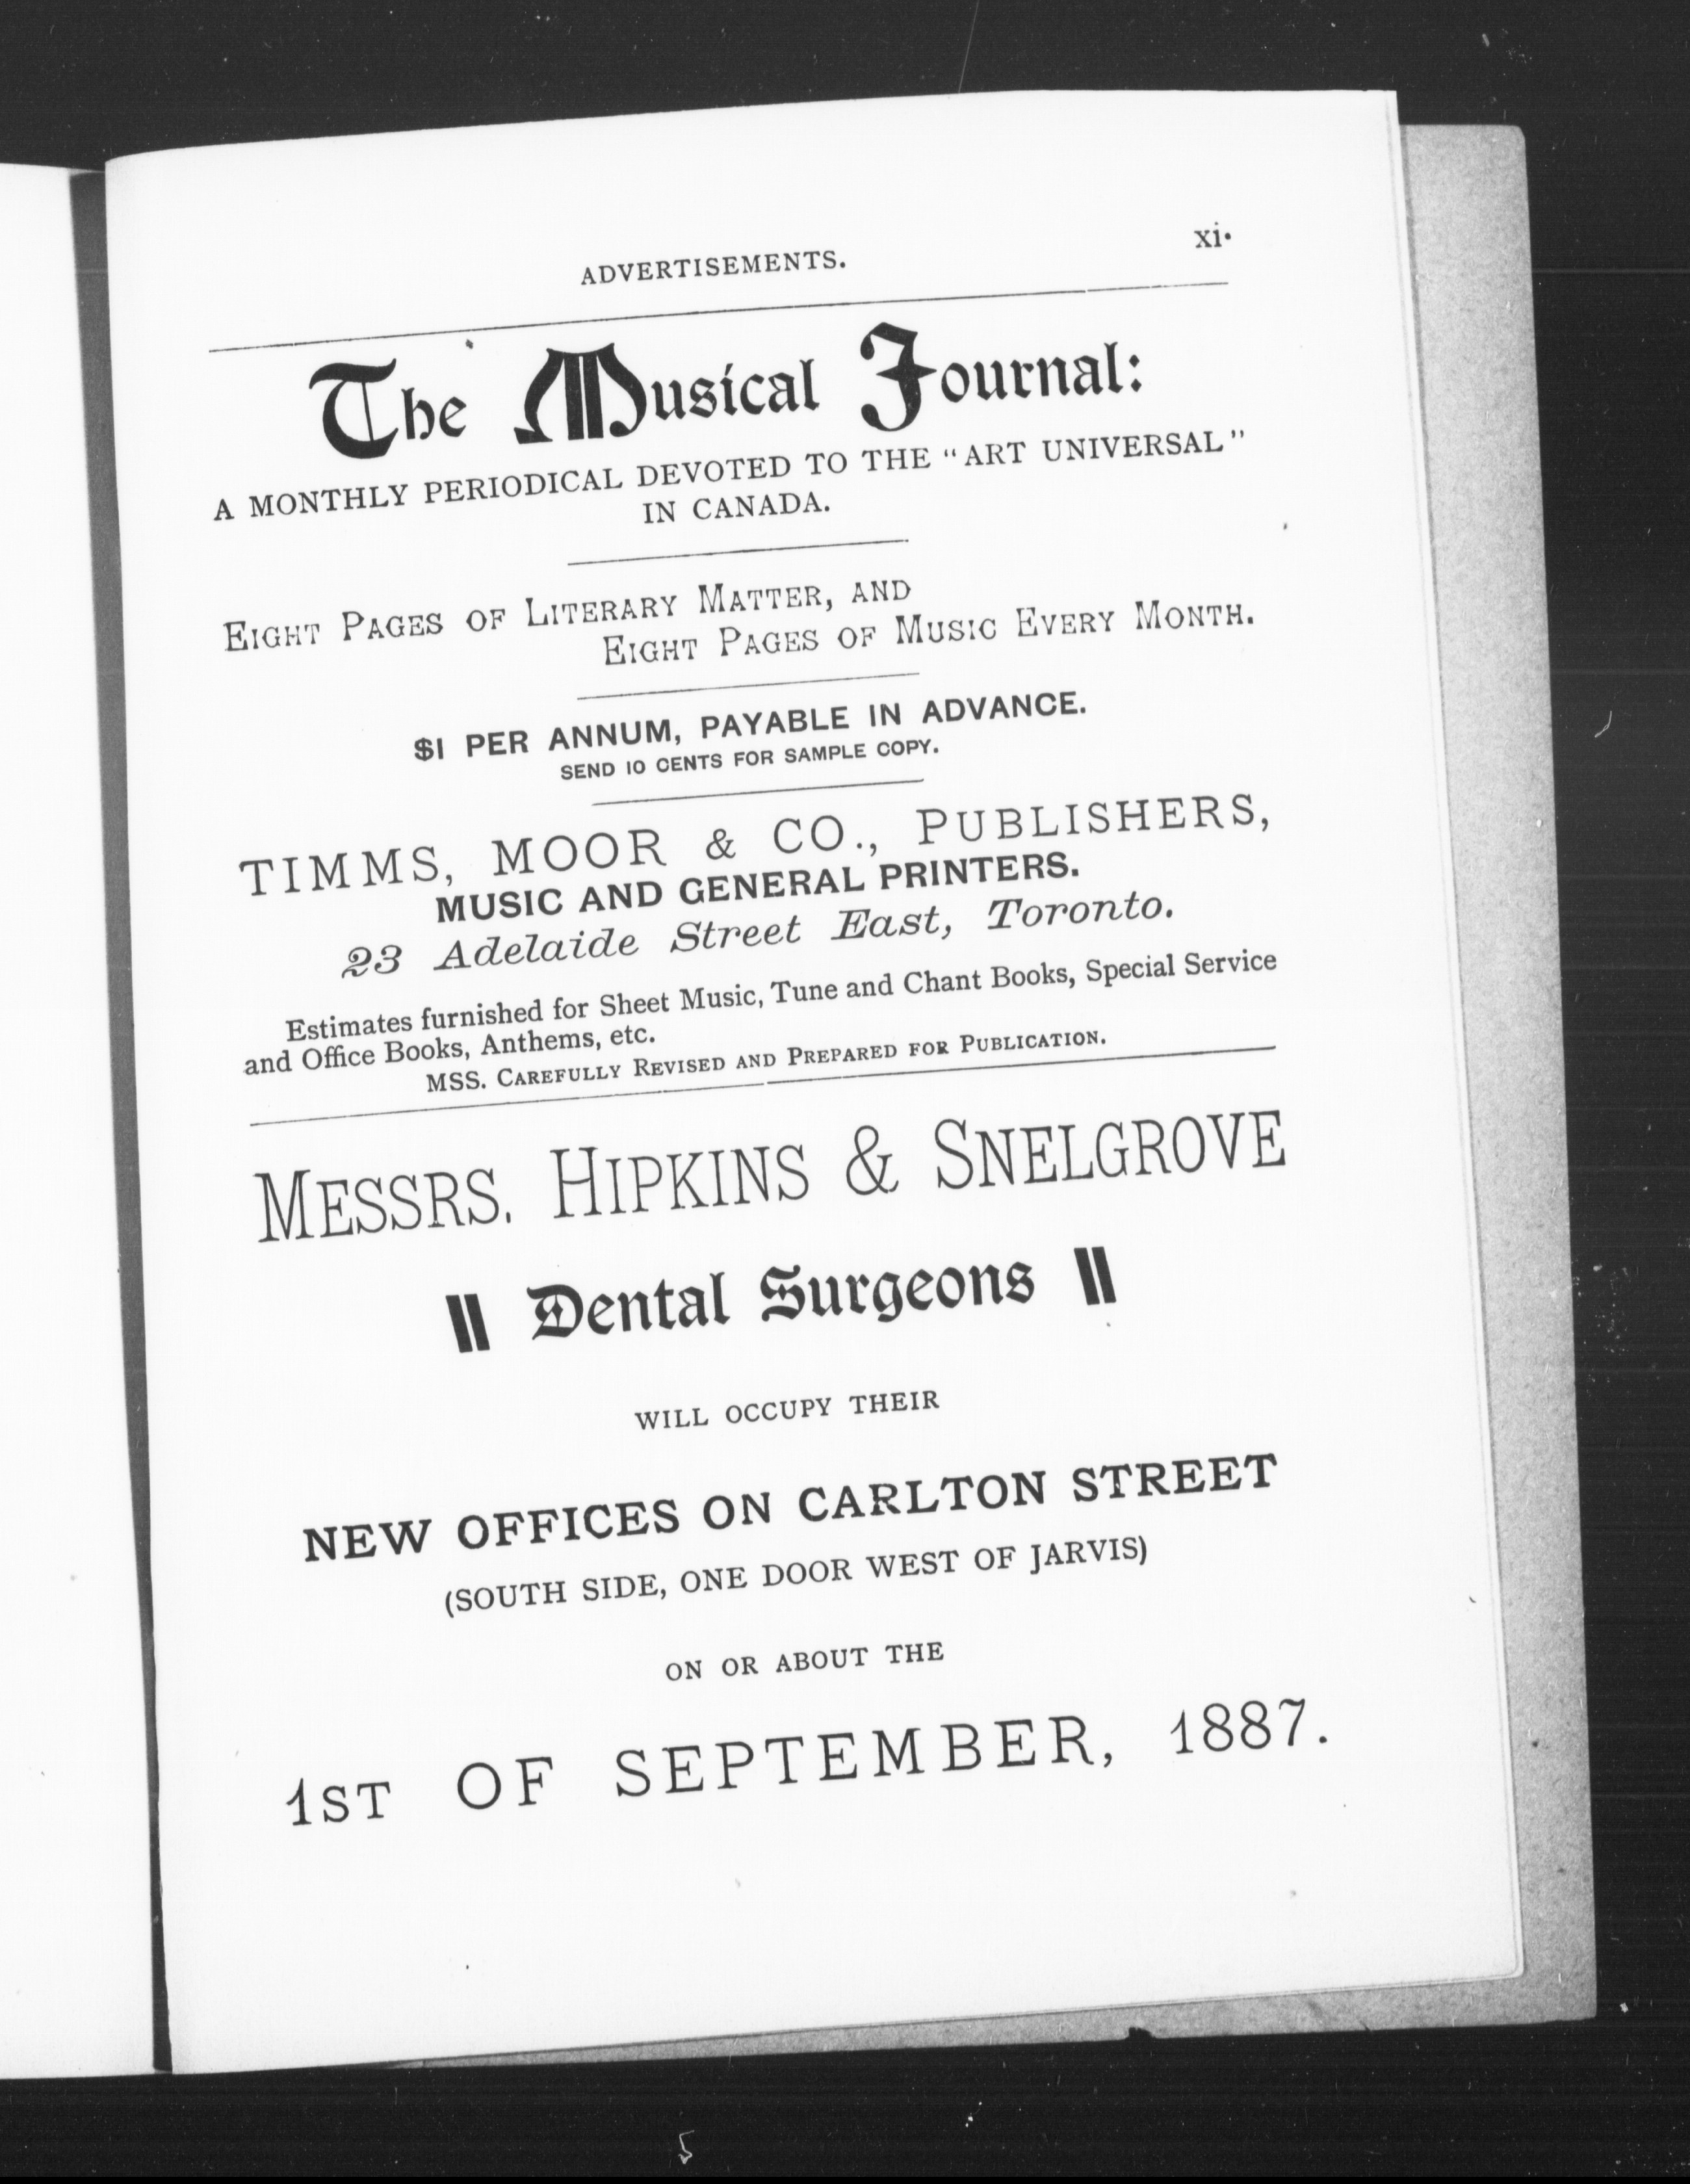 ADVERTISEMENTS.
xi.
The Musical Journal:
A MONTHLY PERIODICAL DEVOTED TO THE "ART UNIVERSAL"
IN CANADA.
EIGHT PAGES OF LITERARY MATTER, AND
EIGHT PAGES OF MUSIC EVERY MONTH.
$1 PER ANNUM, PAYABLE IN ADVANCE.
SEND 10 CENTS FOR SAMPLE COPY.
TIMMS, MOOR & CO., PUBLISHERS,
MUSIC AND GENERAL PRINTERS.
23 Adelaide Street East, Toronto.
Estimates furnished for Sheet Music, Tune and Chant Books, Special Service
and Office Books, Anthems, etc.
MSS. CAREFULLY REVISED AND PREPARED FOR PUBLICATION.
MESSRS. HIPKINS & SNELGROVE
Dental Surgeons
WILL OCCUPY THEIR
NEW OFFICES ON CARLTON STREET
(SOUTH SIDE, ONE DOOR WEST OF JARVIS)
ON OR ABOUT THE
1ST OF SEPTEMBER, 1887.